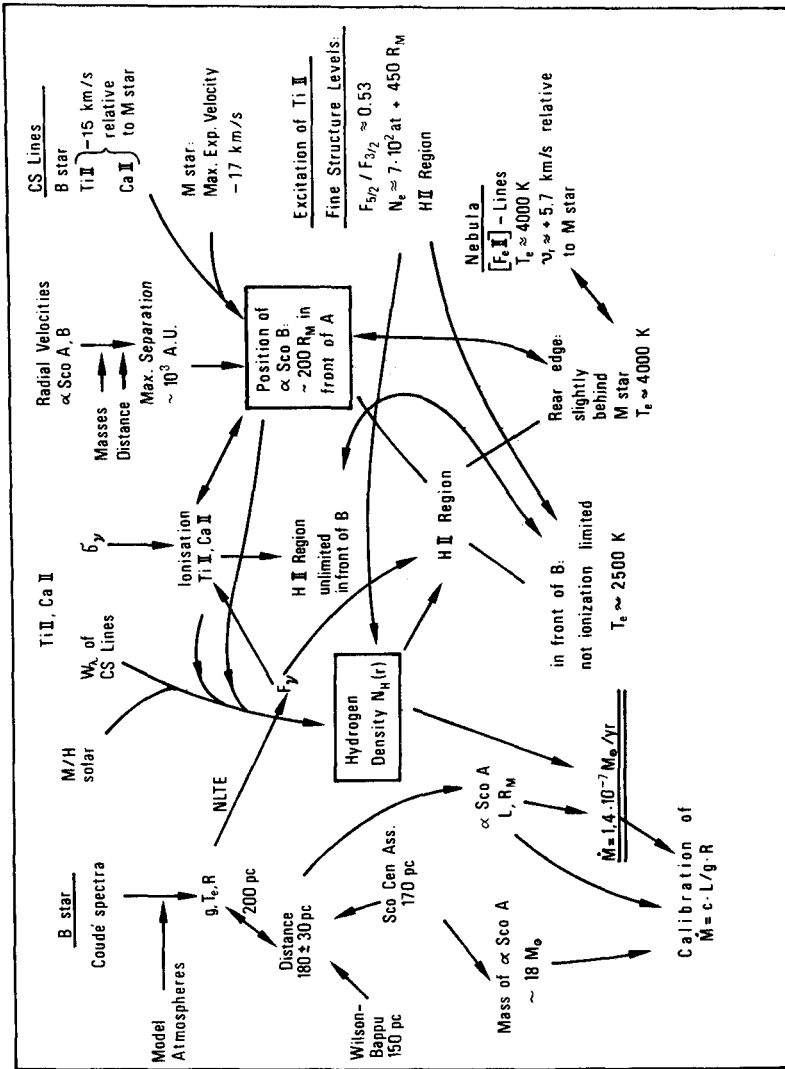 B star
Coudé spectra
Model
Atmospheres
g, Te, R
200 pc
Distance
180 ± 30 pc
Wilson-
Bappu
150 pc
Sco Cen Ass.
170 pc
Mass of α Sco A
~ 18 M⊙
α Sco A
L, RM
Ṁ = 1,4 · 10⁻⁷ M⊙/yr
Calibration of
Ṁ = c · L/g · R
M/H
solar
NLTE
Wλ of
CS Lines
Ti II, Ca II
σν
Fν
Ionisation
Ti II, Ca II
H II Region
unlimited
in front of B
Hydrogen
Density NH(r)
H II Region
in front of B:
not ionization limited
Te ≈ 2500 K
Radial Velocities
α Sco A, B
Masses
Distance
Max. Separation
~ 10³ A.U.
Position of
α Sco B:
~ 200 RM in
front of A
Rear edge:
slightly
behind
M star
Te ≈ 4000 K
CS Lines
B star
Ti II
Ca II
-15 km/s
relative
to M star
M star:
Max. Exp. Velocity
-17 km/s
Excitation of Ti II
Fine Structure Levels:
F5/2 / F3/2 ≈ 0.53
Ne ≈ 7·10² at + 450 RM
H II Region
Nebula
[Fe II] - Lines
Te ≈ 4000 K
vr ≈ + 5.7 km/s relative
to M star